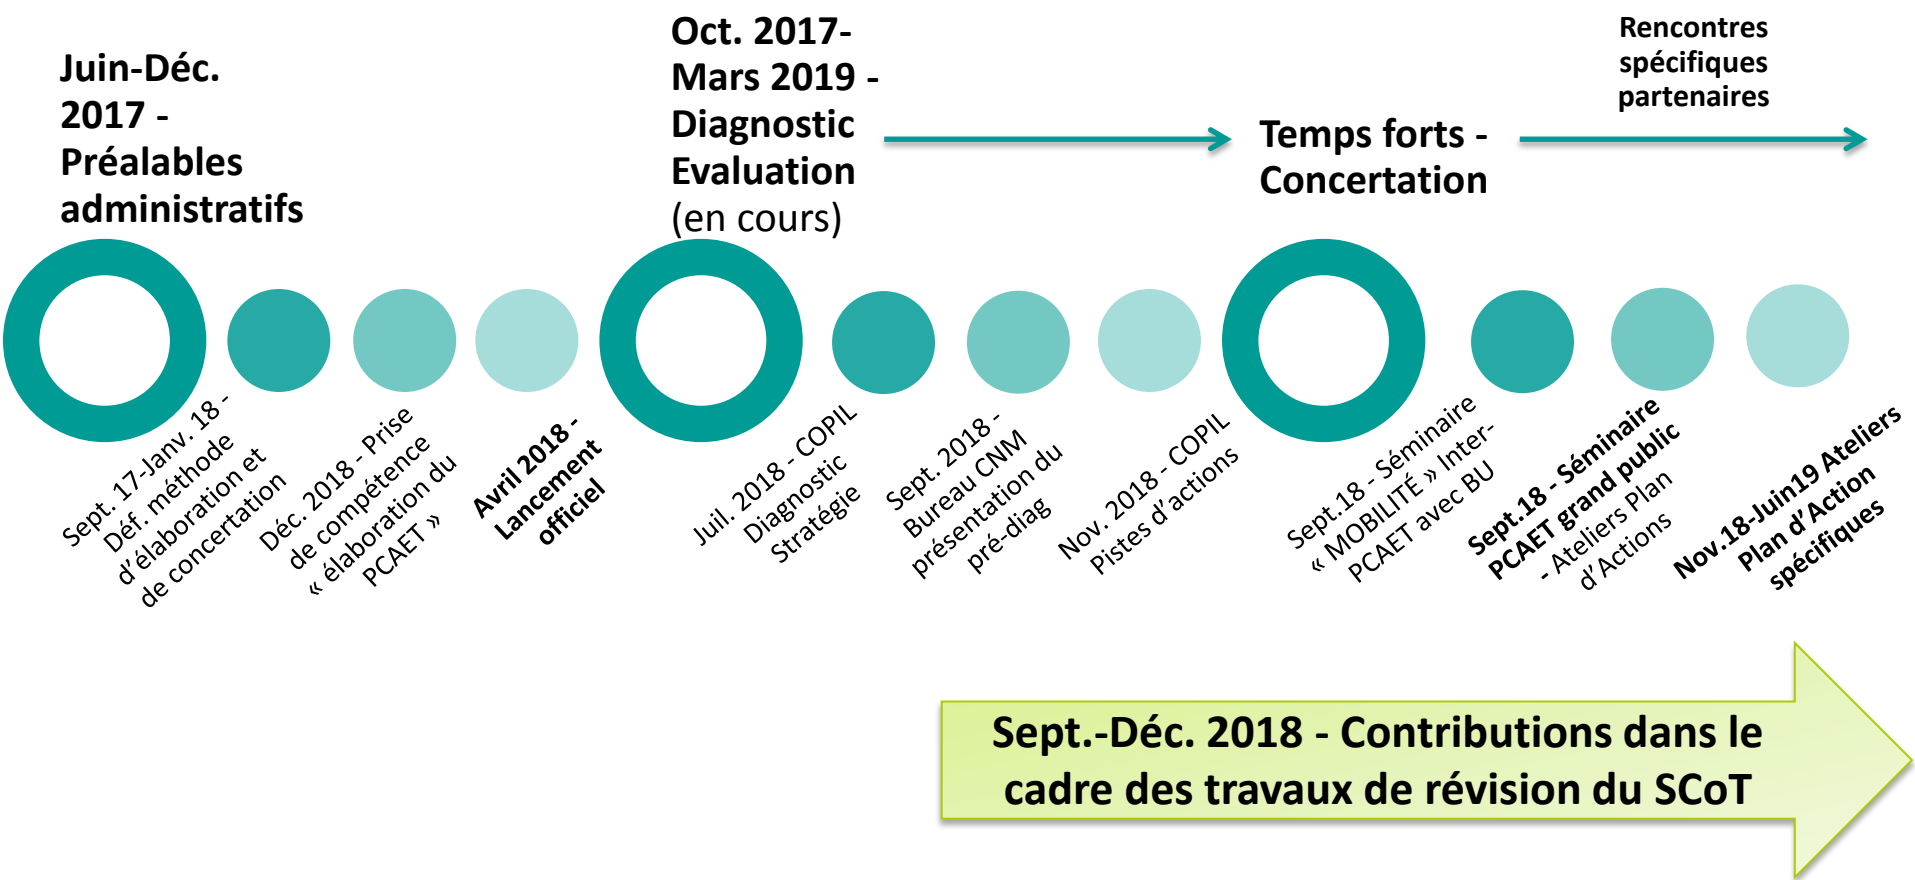 Juin-Déc.
2017 -
Préalables
administratifs
Oct. 2017-
Mars 2019 -
Diagnostic
Evaluation
(en cours)
Temps forts -
Concertation
Rencontres
spécifiques
partenaires
Sept. 17-Janv. 18 -
Déf. méthode
d'élaboration et
de concertation
Déc. 2018 - Prise
de compétence
« élaboration du
PCAET »
Avril 2018 -
Lancement
officiel
Juil. 2018 - COPIL
Diagnostic
Stratégie
Sept. 2018 -
Bureau CNM
présentation du
pré-diag
Nov. 2018 - COPIL
Pistes d'actions
Sept.18 - Séminaire
« MOBILITÉ » Inter-
PCAET avec BU
Sept.18 - Séminaire
PCAET grand public
- Ateliers Plan
d'Actions
Nov.18-Juin19 Ateliers
Plan d'Action
spécifiques
Sept.-Déc. 2018 - Contributions dans le
cadre des travaux de révision du SCoT